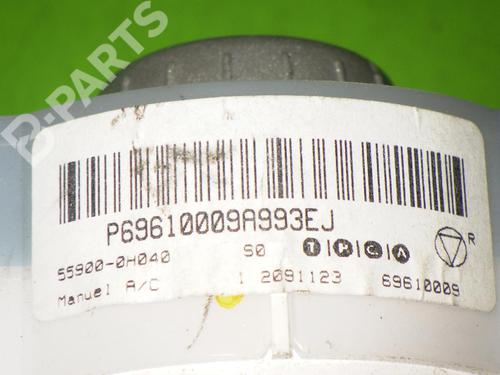 B-PARTS
P69610009A993EJ
55900-0H040 S0 T H C A R
Manuel A/C 1 2091123 69610009